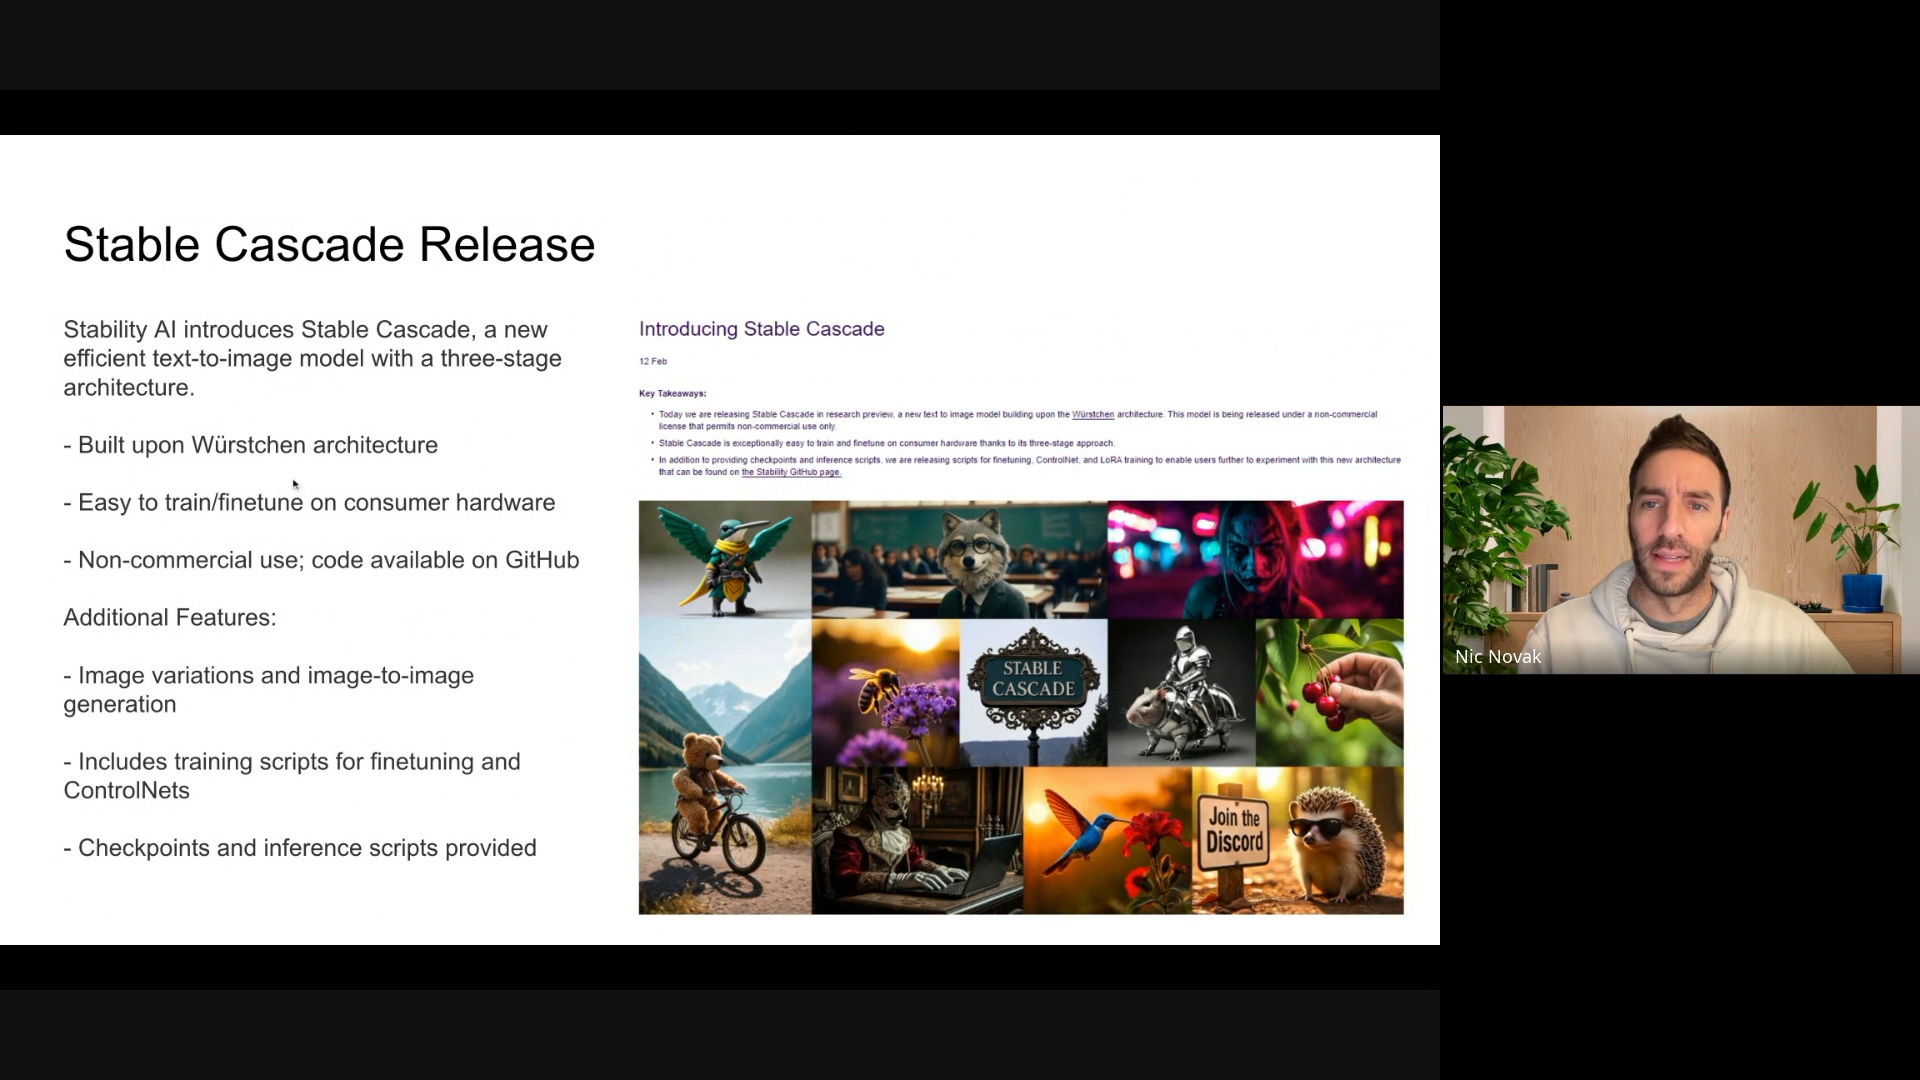 Stable Cascade Release
Stability AI introduces Stable Cascade, a new
efficient text-to-image model with a three-stage
architecture.
- Built upon Würstchen architecture
- Easy to train/finetune on consumer hardware
- Non-commercial use; code available on GitHub
Additional Features:
- Image variations and image-to-image
generation
- Includes training scripts for finetuning and
ControlNets
- Checkpoints and inference scripts provided
Introducing Stable Cascade
12 Feb
Key Takeaways:
• Today we are releasing Stable Cascade in research preview, a new text to image model building upon the Würstchen architecture. This model is being released under a non-commercial
license that permits non-commercial use only.
• Stable Cascade is exceptionally easy to train and finetune on consumer hardware thanks to its three-stage approach.
• In addition to providing checkpoints and inference scripts, we are releasing scripts for finetuning, ControlNet, and LoRA training to enable users further to experiment with this new architecture
that can be found on the Stability GitHub page.
STABLE
CASCADE
Join the
Discord
Nic Novak